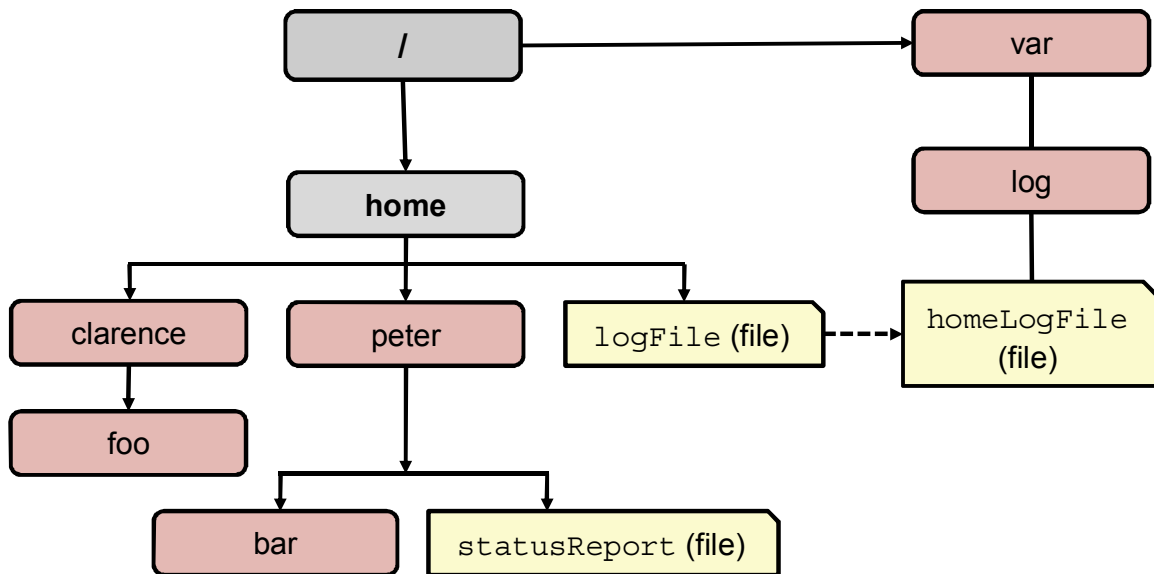 /
var
home
log
clarence
peter
logFile (file)
homeLogFile
(file)
foo
bar
statusReport (file)